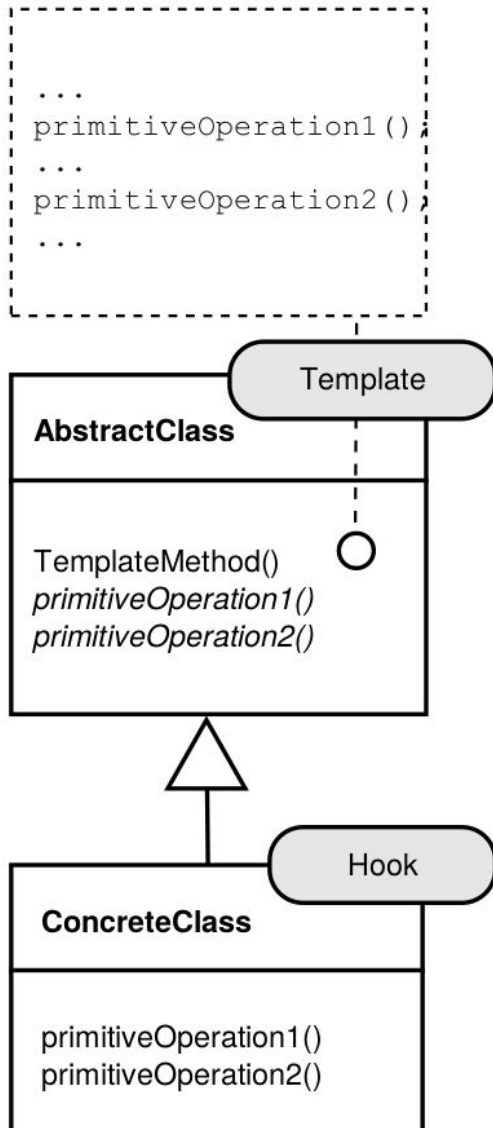 ...
primitiveOperation1();
...
primitiveOperation2();
...
Template
AbstractClass
TemplateMethod()
primitiveOperation1()
primitiveOperation2()
Hook
ConcreteClass
primitiveOperation1()
primitiveOperation2()